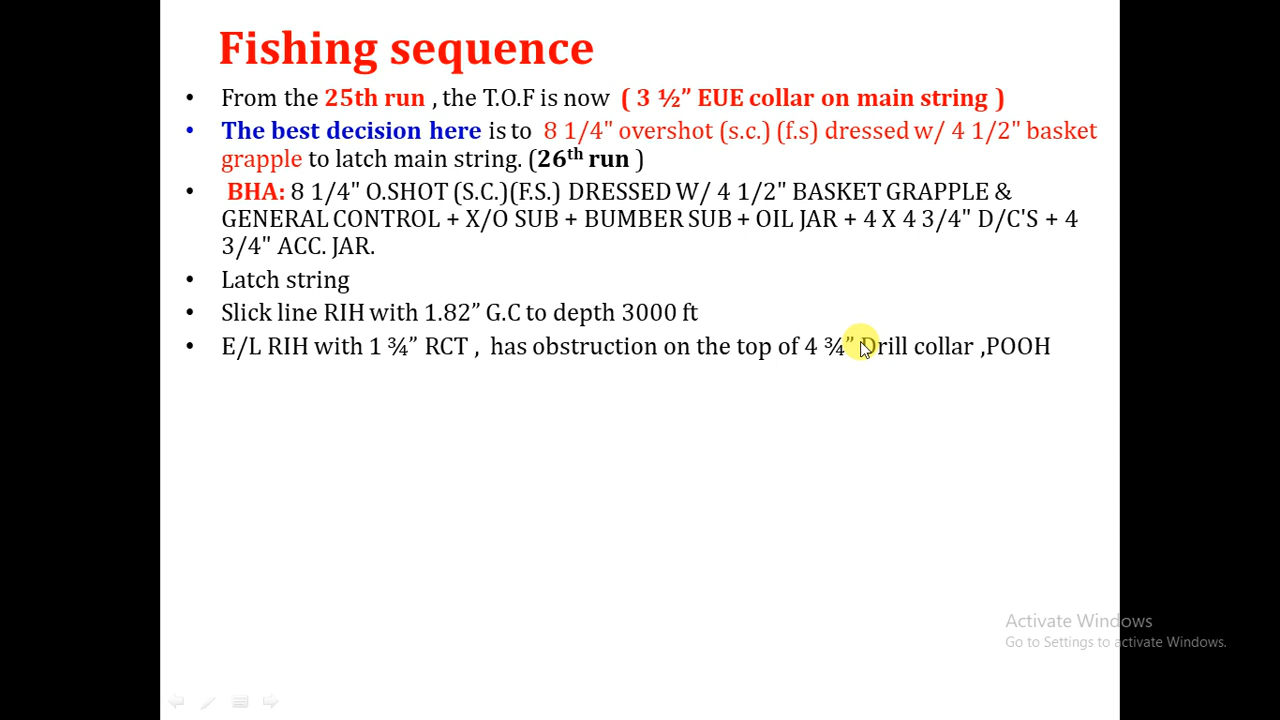 Fishing sequence
• From the 25th run , the T.O.F is now ( 3 ½” EUE collar on main string )
• The best decision here is to 8 1/4" overshot (s.c.) (f.s) dressed w/ 4 1/2" basket
grapple to latch main string. (26th run )
• BHA: 8 1/4" O.SHOT (S.C.)(F.S.) DRESSED W/ 4 1/2" BASKET GRAPPLE &
GENERAL CONTROL + X/O SUB + BUMBER SUB + OIL JAR + 4 X 4 3/4" D/C'S + 4
3/4" ACC. JAR.
• Latch string
• Slick line RIH with 1.82” G.C to depth 3000 ft
• E/L RIH with 1 ¾” RCT , has obstruction on the top of 4 ¾” Drill collar ,POOH
Activate Windows
Go to Settings to activate Windows.